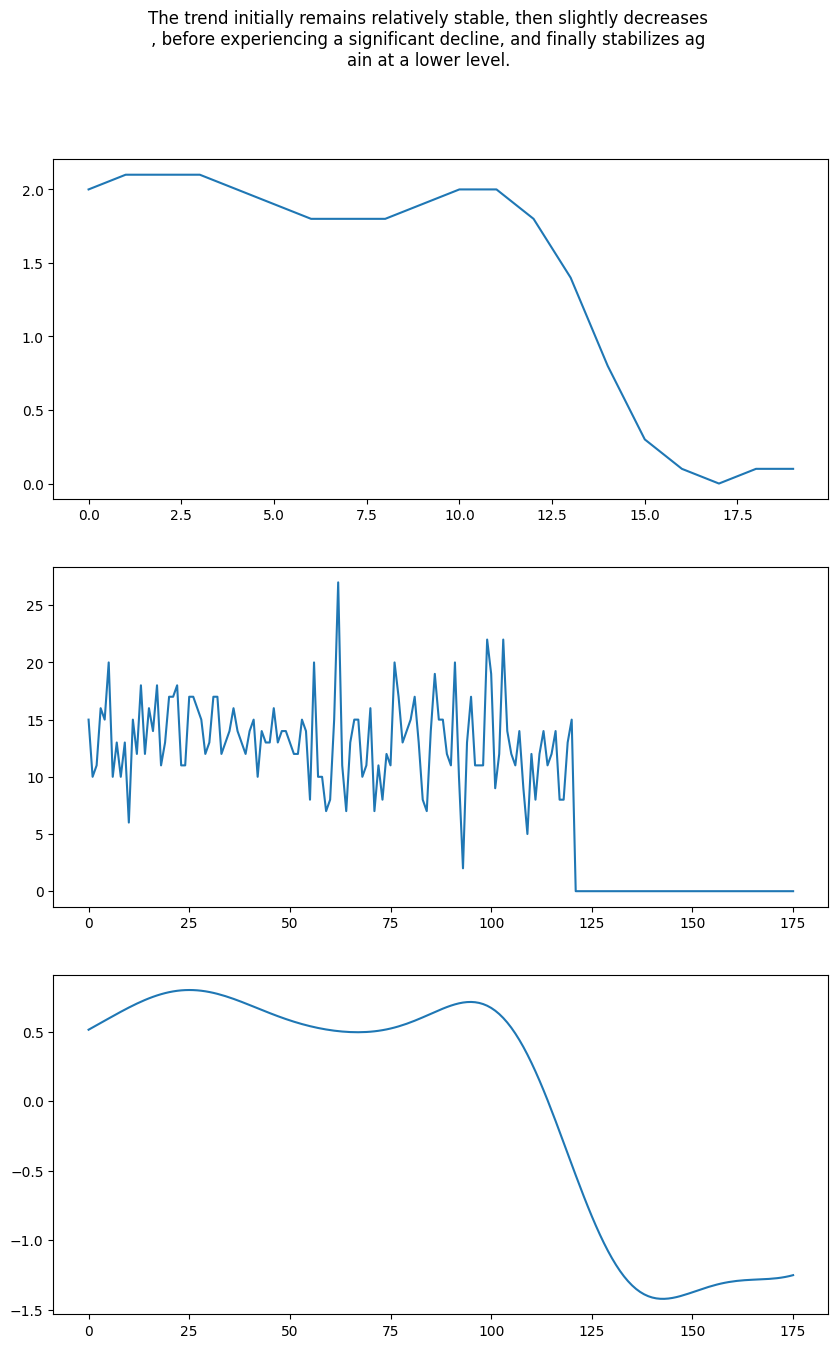 The trend initially remains relatively stable, then slightly decreases
, before experiencing a significant decline, and finally stabilizes ag
ain at a lower level.
2.0
1.5
1.0
0.5
0.0
0.0 2.5 5.0 7.5 10.0 12.5 15.0 17.5
25
20
15
10
5
0
0 25 50 75 100 125 150 175
0.5
0.0
−0.5
−1.0
−1.5
0 25 50 75 100 125 150 175